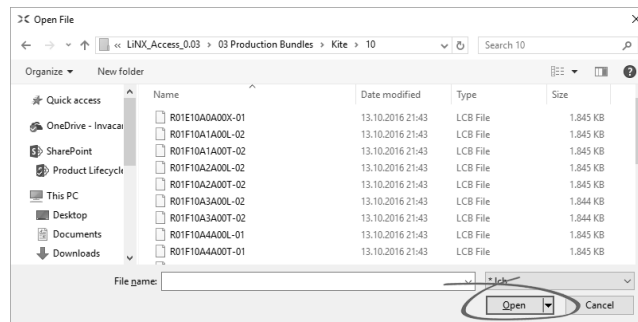 Open File
« LiNX_Access_0.03 › 03 Production Bundles › Kite › 10
Search 10
Organize
New folder
Name Date modified Type Size
Quick access
OneDrive - Invacar
SharePoint
Product Lifecycle
This PC
Desktop
Documents
Downloads
R01E10A0A00X-01 13.10.2016 21:43 LCB File 1.845 KB
R01F10A1A00L-02 13.10.2016 21:43 LCB File 1.845 KB
R01F10A1A00T-02 13.10.2016 21:43 LCB File 1.845 KB
R01F10A2A00L-02 13.10.2016 21:43 LCB File 1.845 KB
R01F10A2A00T-02 13.10.2016 21:43 LCB File 1.845 KB
R01F10A3A00L-02 13.10.2016 21:43 LCB File 1.844 KB
R01F10A3A00T-02 13.10.2016 21:43 LCB File 1.844 KB
R01F10A4A00L-01 13.10.2016 21:43 LCB File 1.845 KB
R01F10A4A00T-01 13.10.2016 21:43 LCB File 1.845 KB
File name:
Open
Cancel